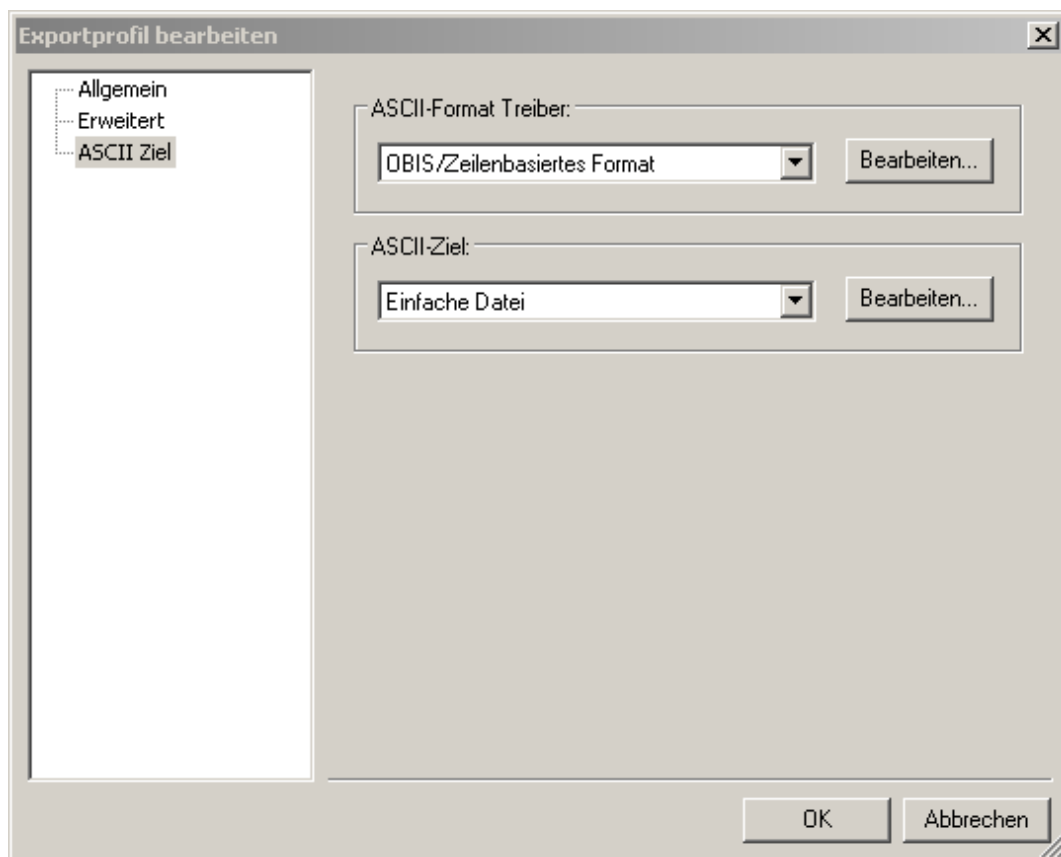 Exportprofil bearbeiten
Allgemein
Erweitert
ASCII Ziel
ASCII-Format Treiber:
OBIS/Zeilenbasiertes Format
Bearbeiten...
ASCII-Ziel:
Einfache Datei
Bearbeiten...
OK
Abbrechen